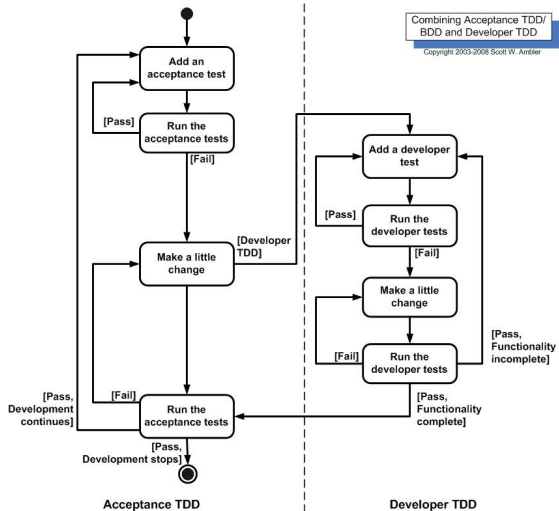 Combining Acceptance TDD/
BDD and Developer TDD
Copyright 2003-2008 Scott W. Ambler
Add an
acceptance test
[Pass]
Run the
acceptance tests
[Fail]
Make a little
change
[Developer
TDD]
[Fail]
Run the
acceptance tests
[Pass,
Development
continues]
[Pass,
Development stops]
Acceptance TDD
Add a developer
test
[Pass]
Run the
developer tests
[Fail]
Make a little
change
[Fail]
Run the
developer tests
[Pass,
Functionality
incomplete]
[Pass,
Functionality
complete]
Developer TDD